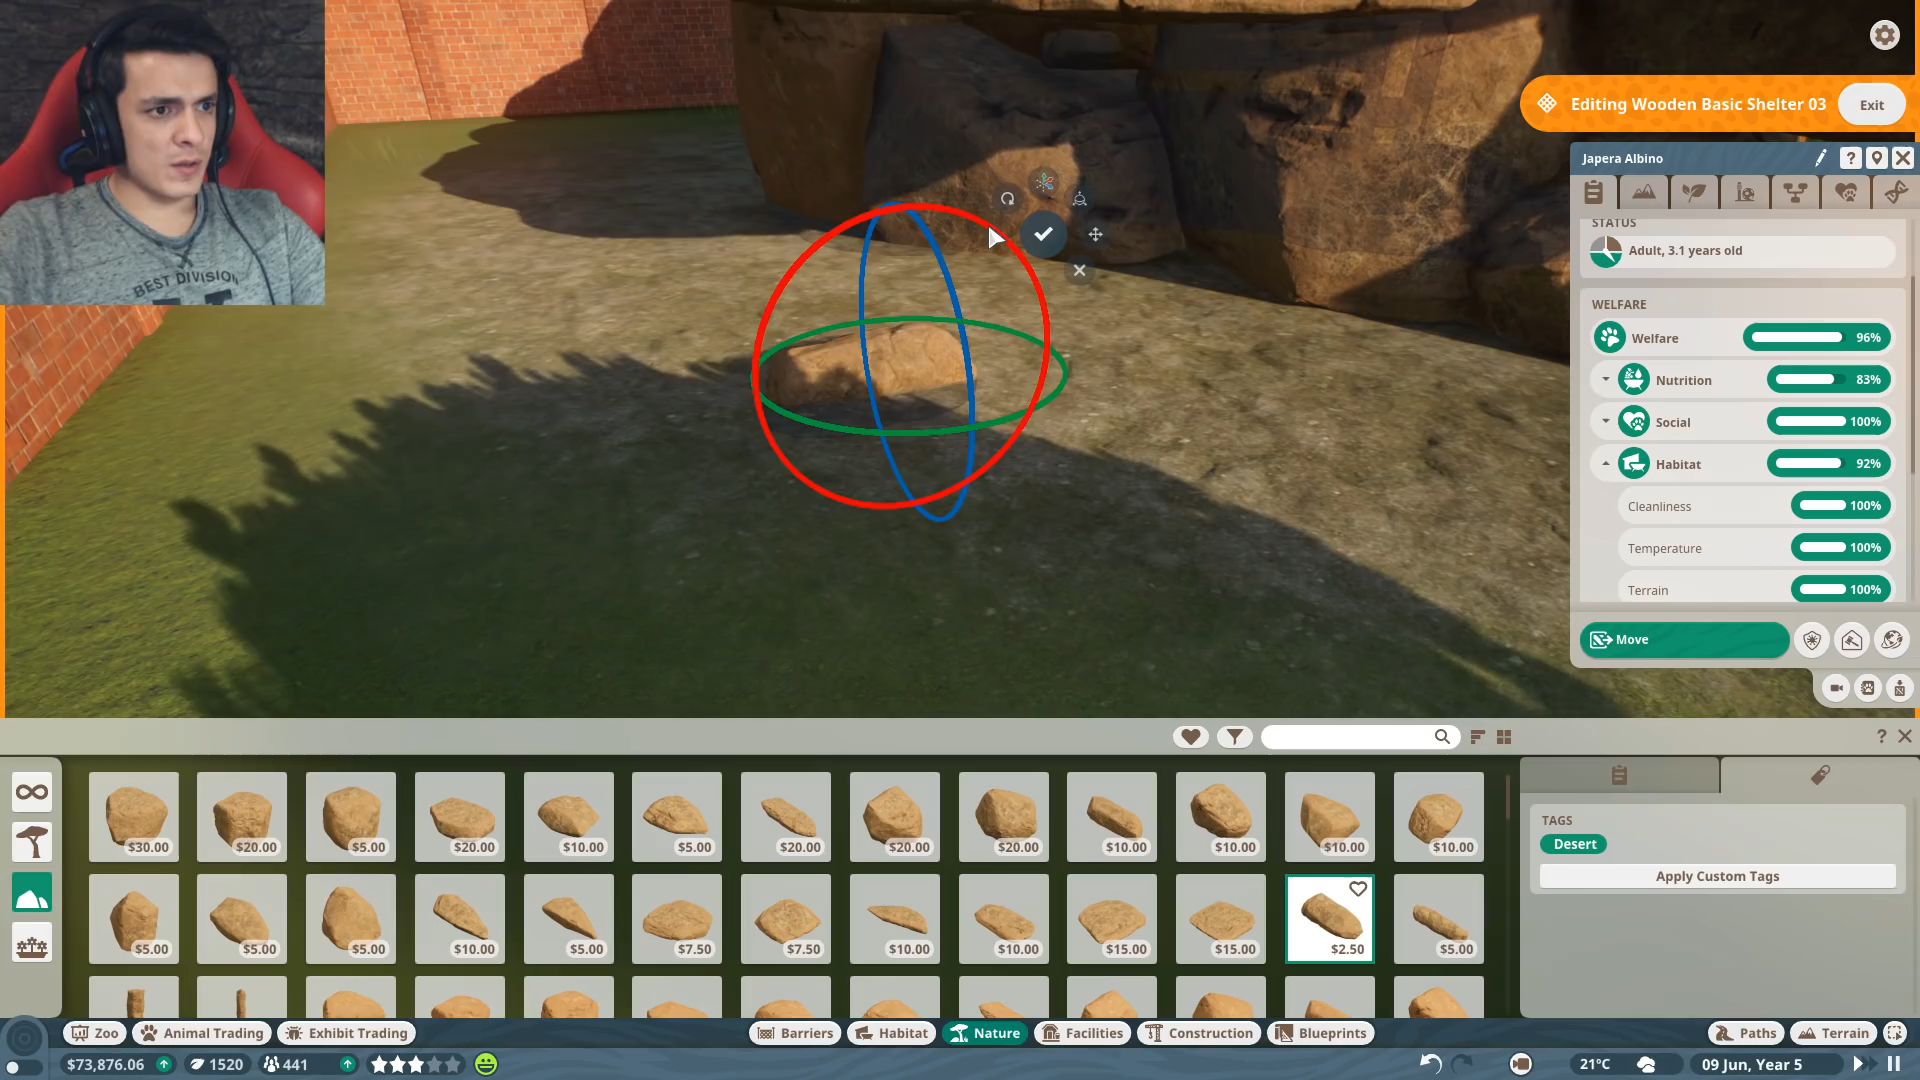 BEST DIVISION
Editing Wooden Basic Shelter 03
Exit
Japera Albino
?
STATUS
Adult, 3.1 years old
WELFARE
Welfare 96%
Nutrition 83%
Social 100%
Habitat 92%
Cleanliness 100%
Temperature 100%
Terrain 100%
Move
?
$30.00 $20.00 $5.00 $20.00 $10.00 $5.00 $20.00 $20.00 $20.00 $10.00 $10.00 $10.00 $10.00
$5.00 $5.00 $5.00 $10.00 $5.00 $7.50 $7.50 $10.00 $10.00 $15.00 $15.00 $2.50 $5.00
TAGS
Desert
Apply Custom Tags
Zoo Animal Trading Exhibit Trading Barriers Habitat Nature Facilities Construction Blueprints Paths Terrain
$73,876.06 1520 441 21°C 09 Jun, Year 5